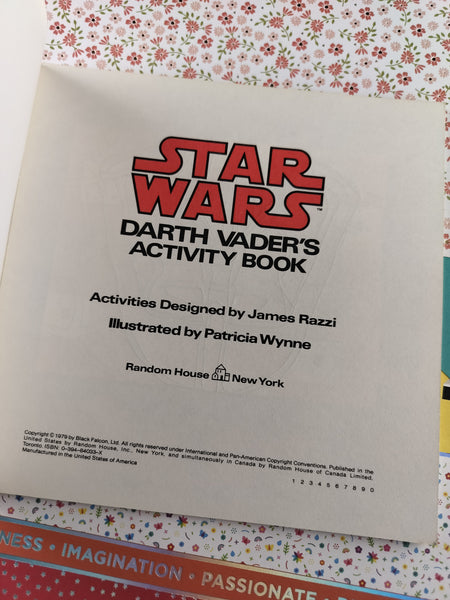 STAR
WARS™
DARTH VADER'S
ACTIVITY BOOK
Activities Designed by James Razzi
Illustrated by Patricia Wynne
Random House New York
Copyright © 1979 by Black Falcon, Ltd. All rights reserved under International and Pan-American Copyright Conventions. Published in the
United States by Random House, Inc., New York, and simultaneously in Canada by Random House of Canada Limited,
Toronto. ISBN: 0-394-84093-X
Manufactured in the United States of America
1 2 3 4 5 6 7 8 9 0
NESS • IMAGINATION • PASSIONATE •